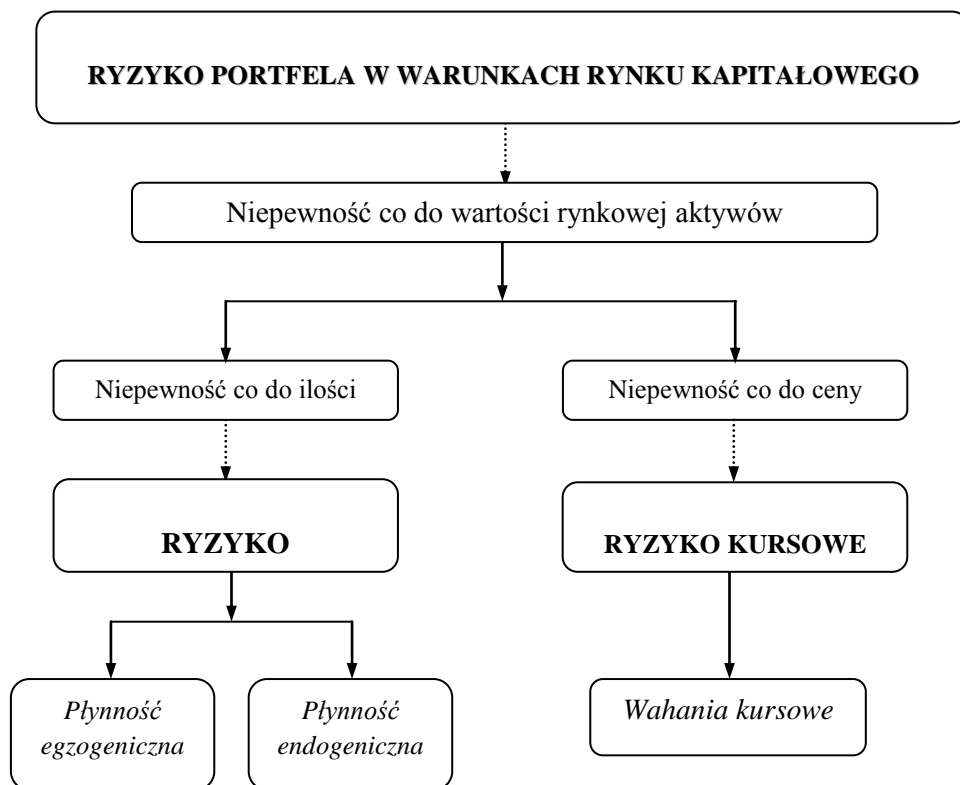 RYZYKO PORTFELA W WARUNKACH RYNKU KAPITAŁOWEGO
Niepewność co do wartości rynkowej aktywów
Niepewność co do ilości
Niepewność co do ceny
RYZYKO
RYZYKO KURSOWE
Płynność
egzogeniczna
Płynność
endogeniczna
Wahania kursowe